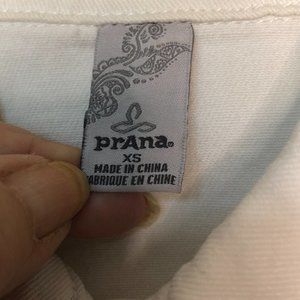 prAna®
XS
MADE IN CHINA
FABRIQUE EN CHINE